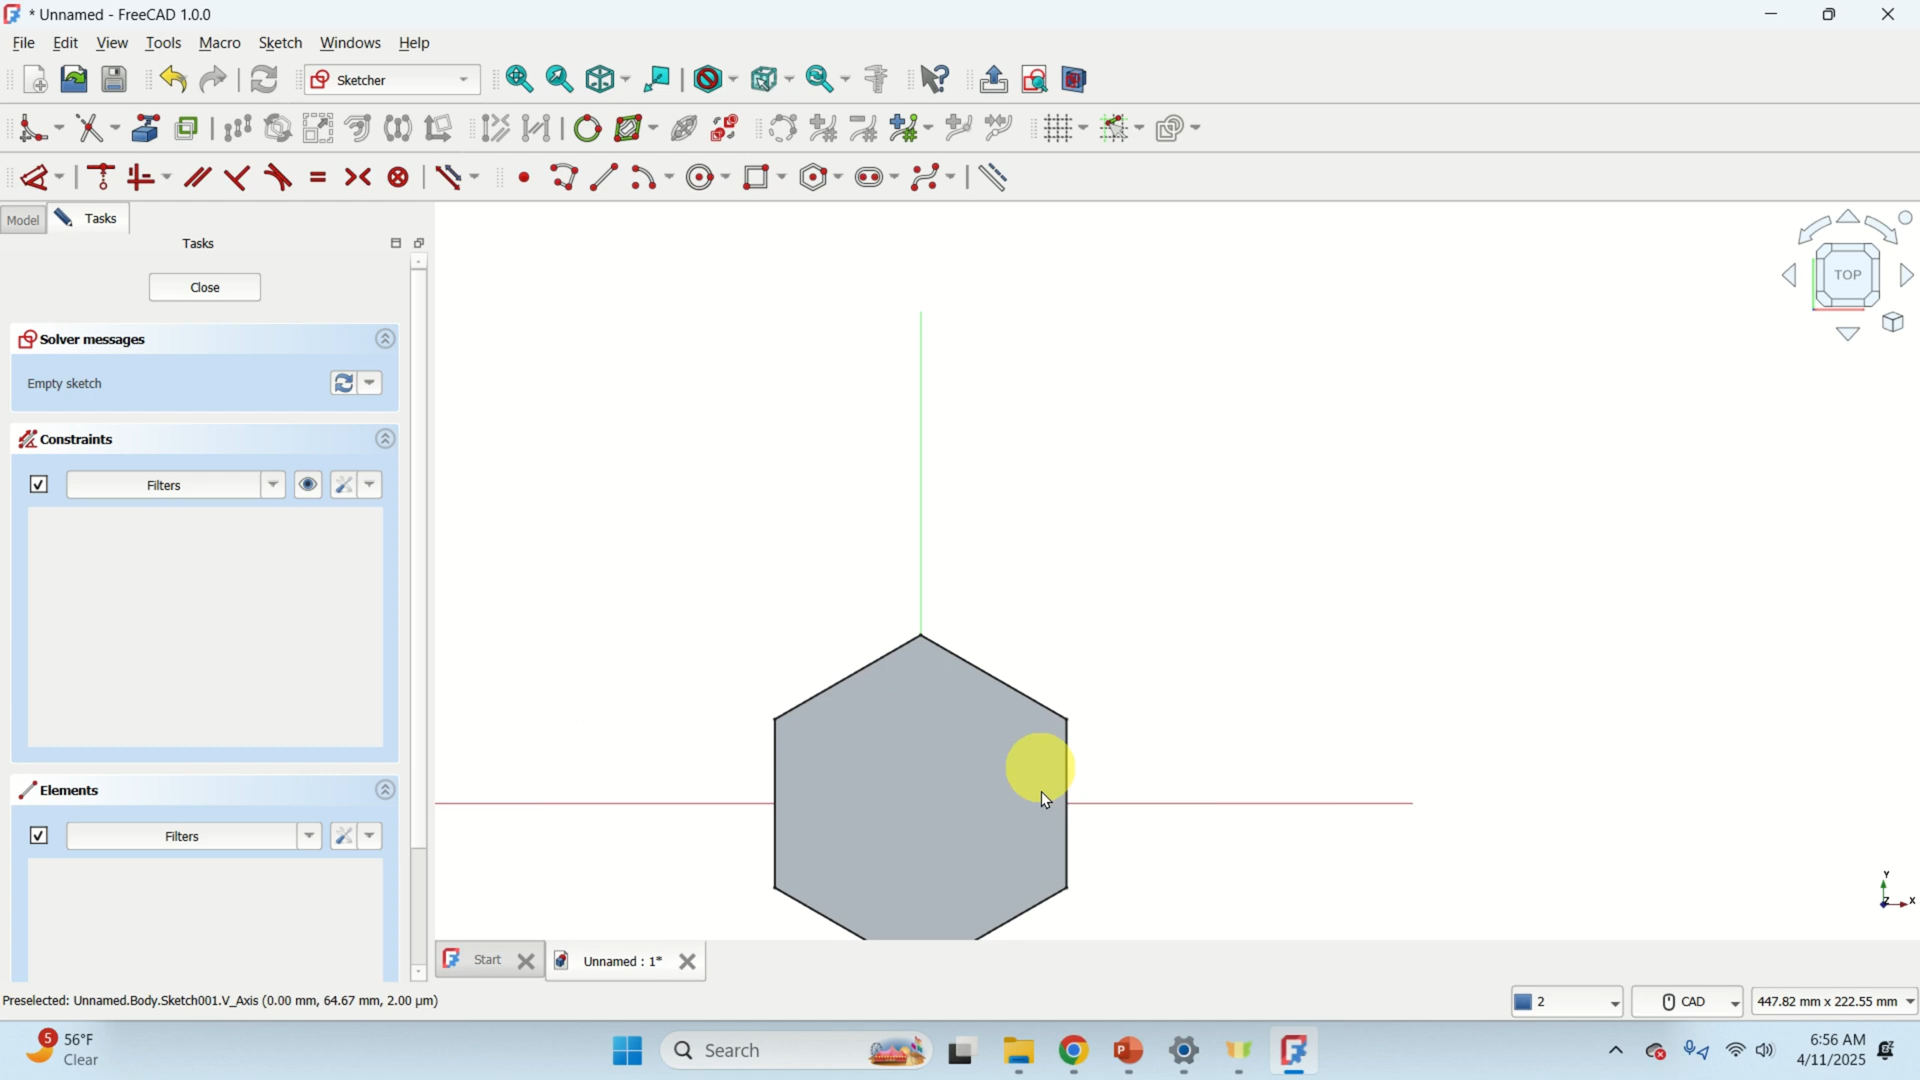 * Unnamed - FreeCAD 1.0.0
File Edit View Tools Macro Sketch Windows Help
Sketcher
Model Tasks
Tasks
Close
TOP
Solver messages
Empty sketch
Constraints
Filters
Elements
Filters
Y
Z X
Start Unnamed : 1*
Preselected: Unnamed.Body.Sketch001.V_Axis (0.00 mm, 64.67 mm, 2.00 μm)
2 CAD 447.82 mm x 222.55 mm
5 56°F
Clear
Search
6:56 AM
4/11/2025